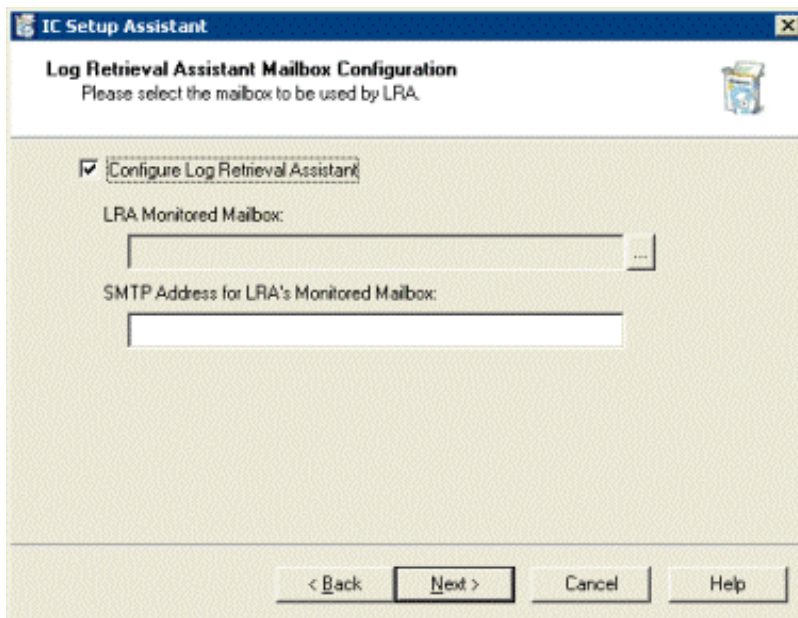 IC Setup Assistant
Log Retrieval Assistant Mailbox Configuration
Please select the mailbox to be used by LRA.
Configure Log Retrieval Assistant
LRA Monitored Mailbox:
...
SMTP Address for LRA's Monitored Mailbox:
< Back
Next >
Cancel
Help